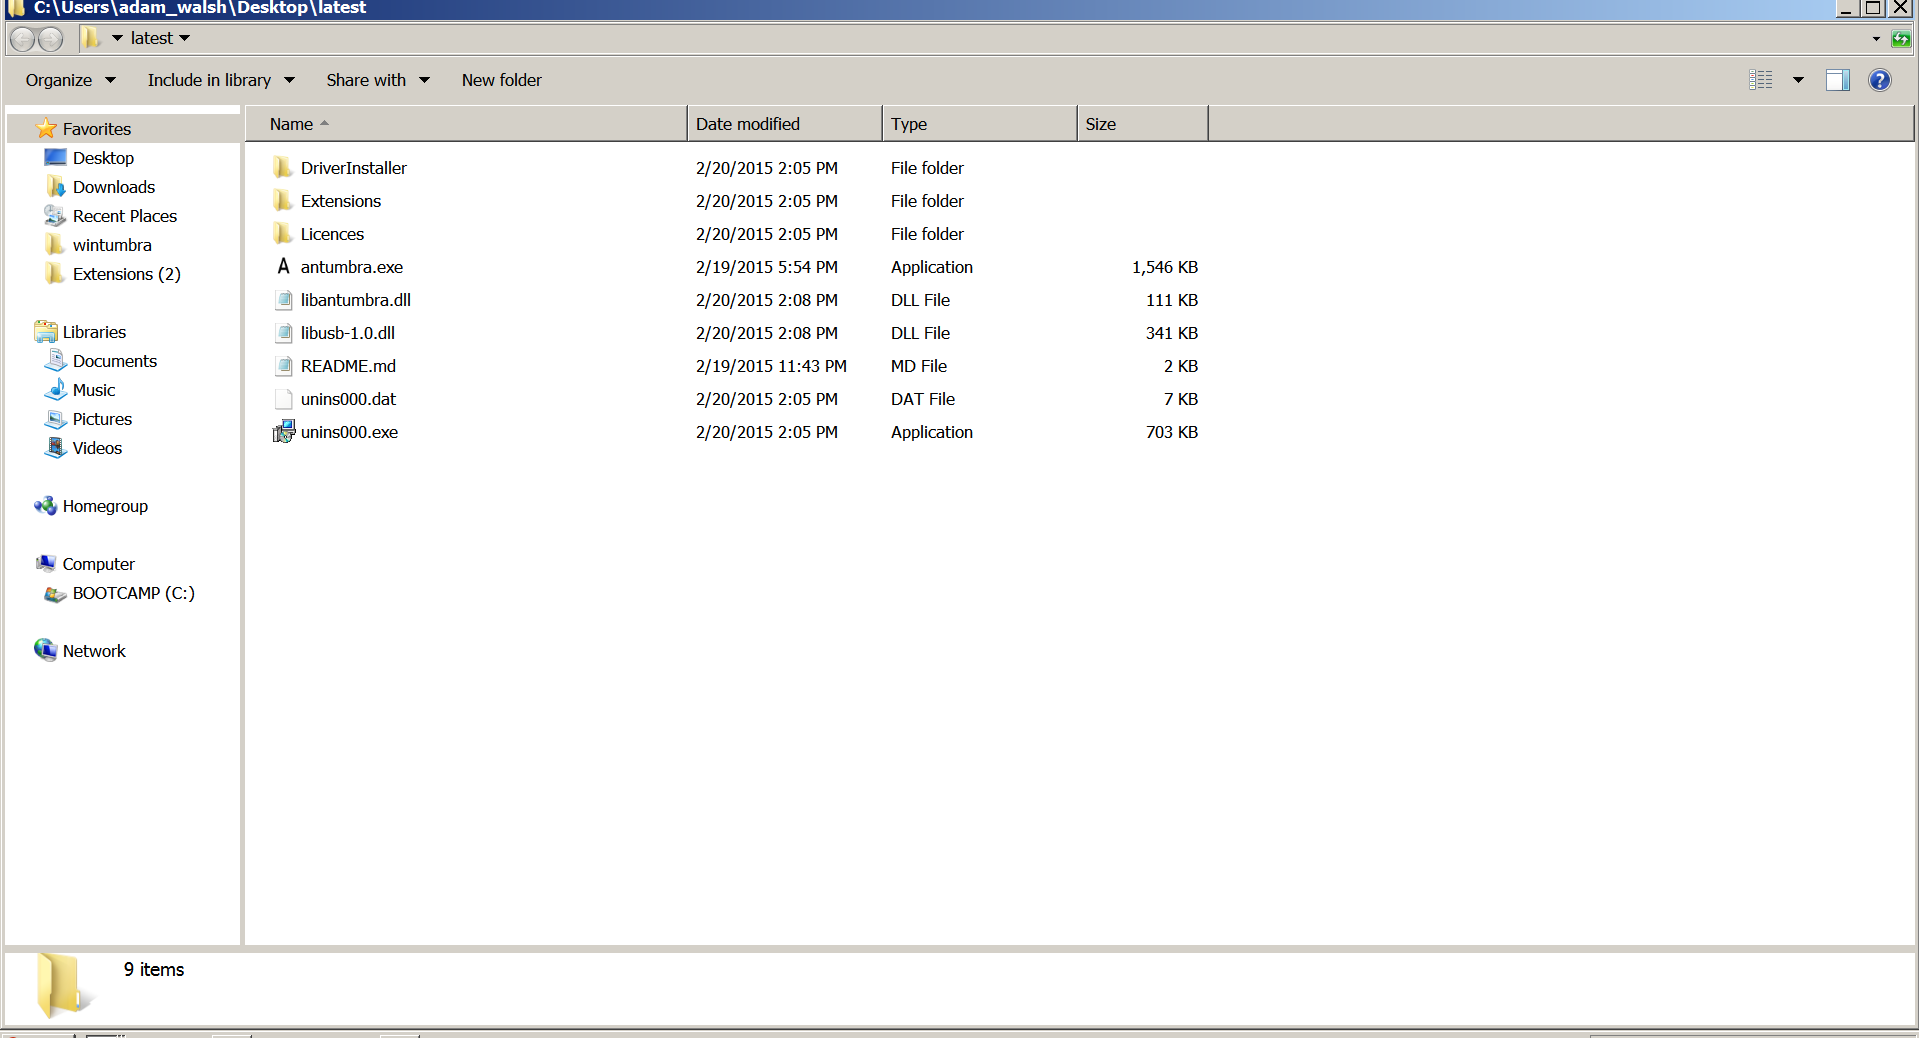 C:\Users\adam_walsh\Desktop\latest
latest
Organize Include in library Share with New folder
Name Date modified Type Size
Favorites
Desktop
Downloads
Recent Places
wintumbra
Extensions (2)
Libraries
Documents
Music
Pictures
Videos
Homegroup
Computer
BOOTCAMP (C:)
Network
DriverInstaller 2/20/2015 2:05 PM File folder
Extensions 2/20/2015 2:05 PM File folder
Licences 2/20/2015 2:05 PM File folder
A antumbra.exe 2/19/2015 5:54 PM Application 1,546 KB
libantumbra.dll 2/20/2015 2:08 PM DLL File 111 KB
libusb-1.0.dll 2/20/2015 2:08 PM DLL File 341 KB
README.md 2/19/2015 11:43 PM MD File 2 KB
unins000.dat 2/20/2015 2:05 PM DAT File 7 KB
unins000.exe 2/20/2015 2:05 PM Application 703 KB
9 items